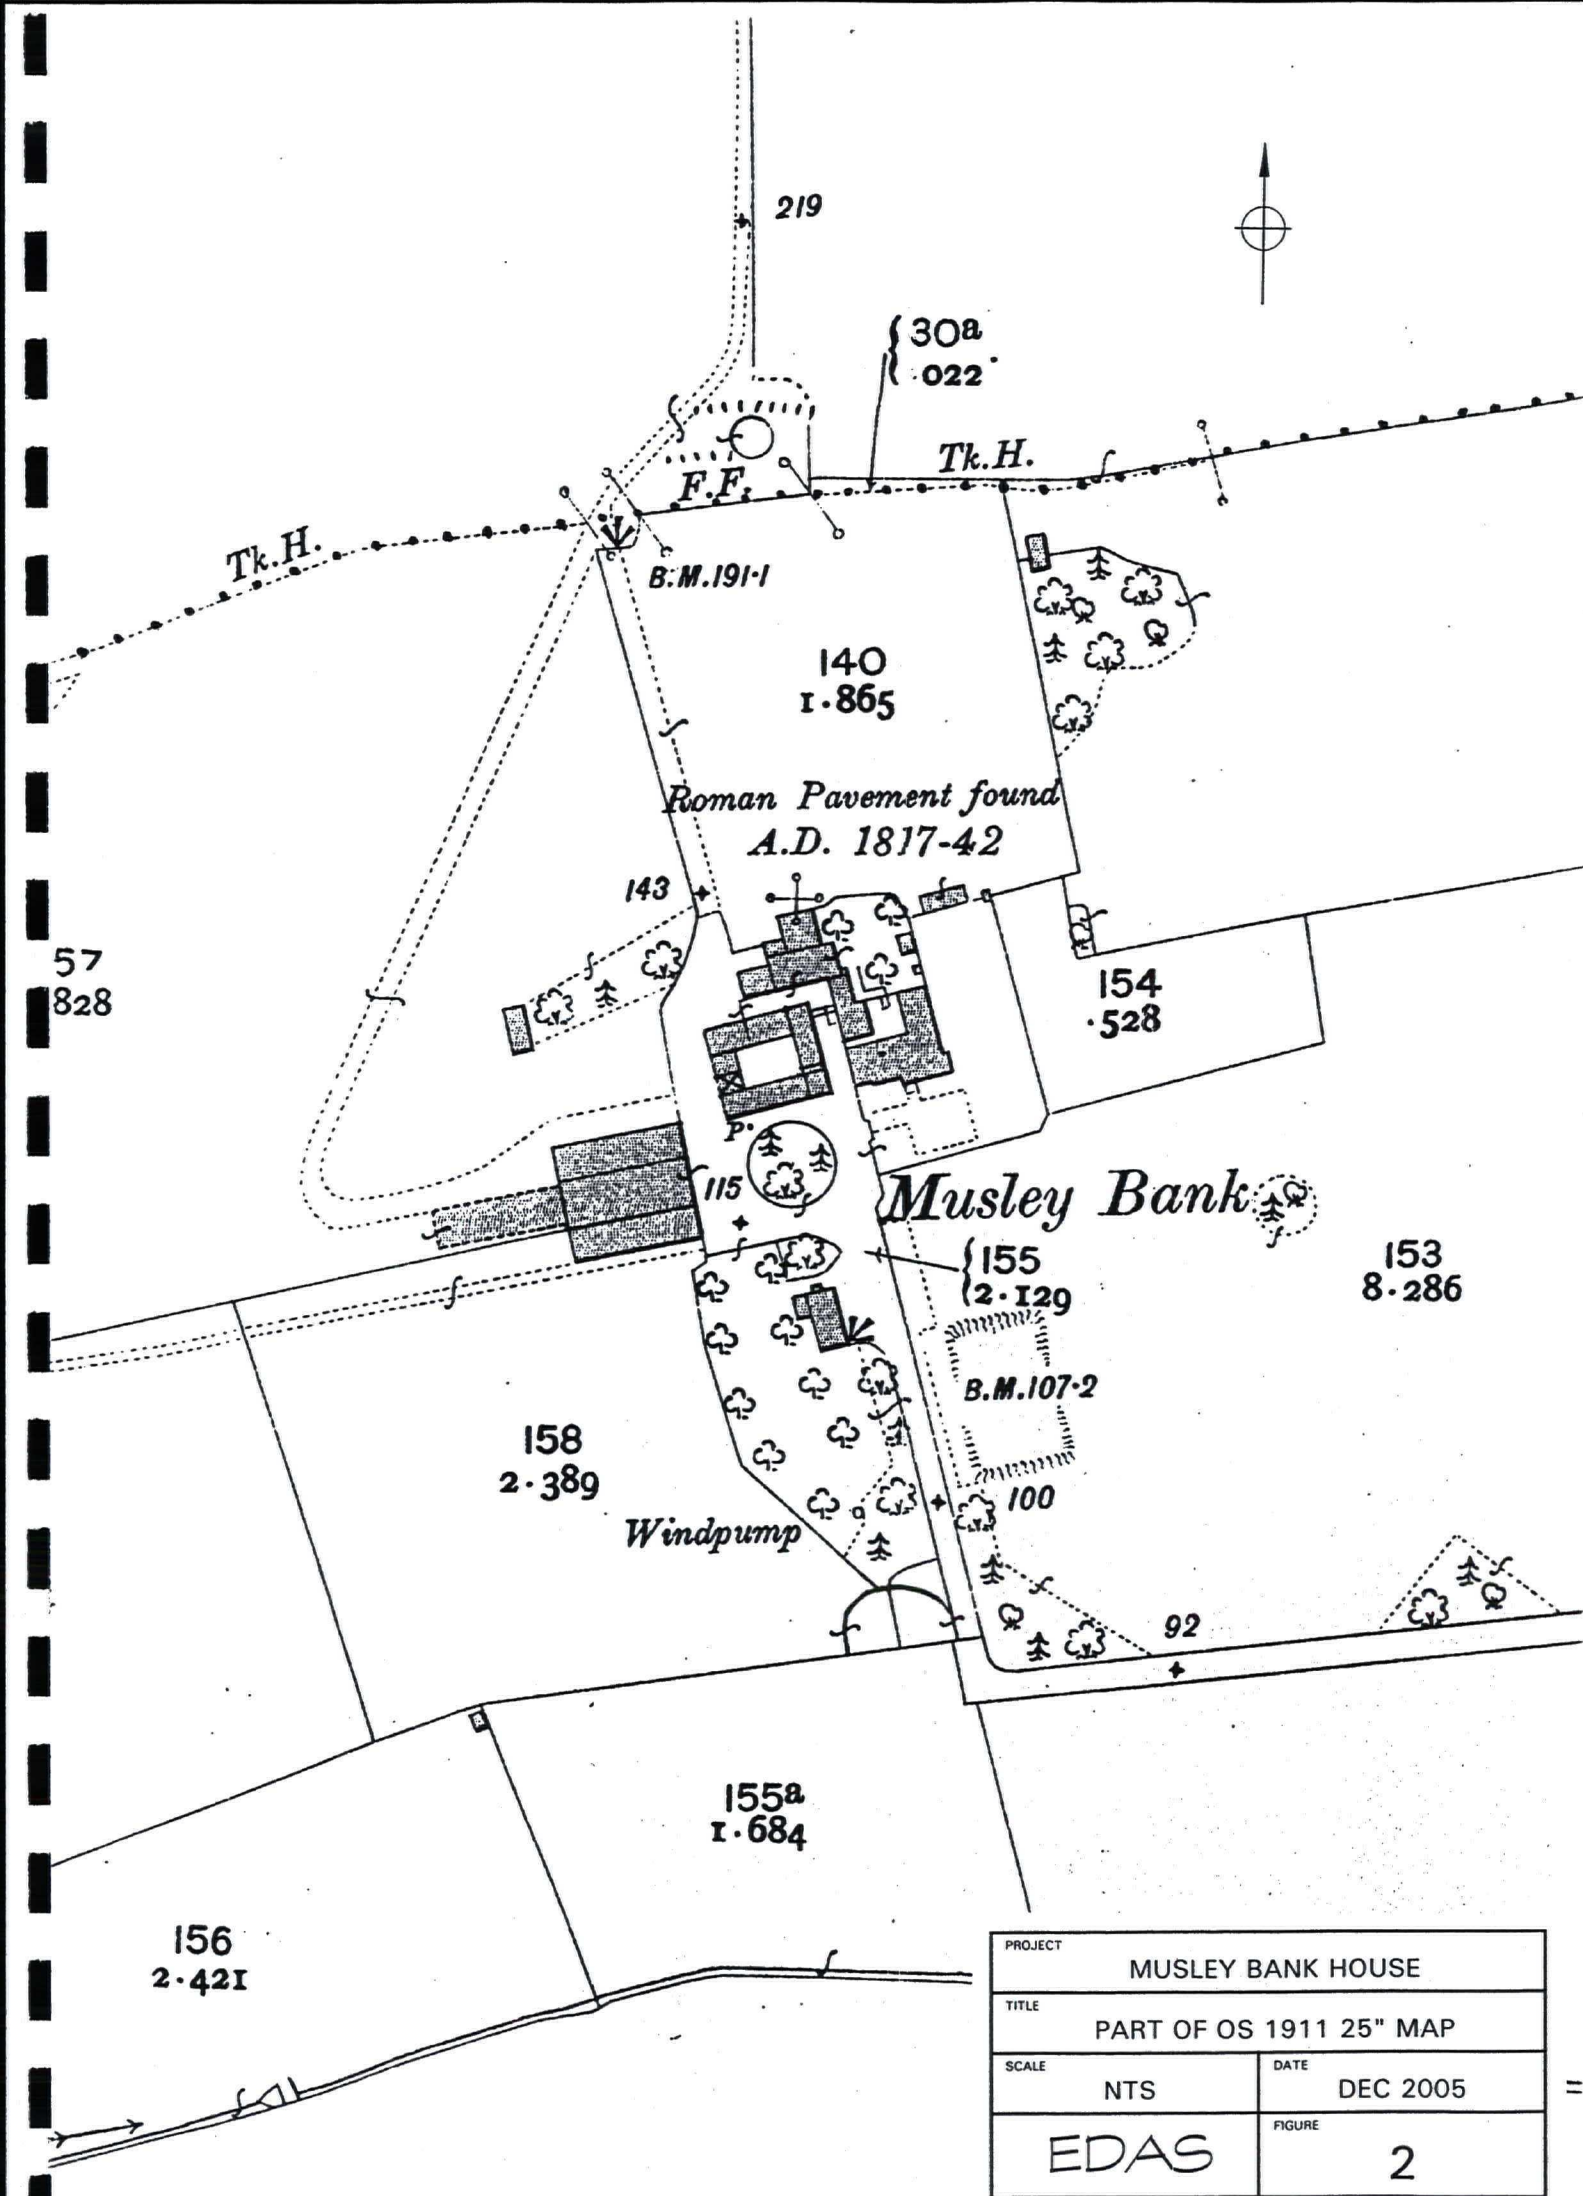 219
30a
.022
Tk.H.
F.F.
Tk.H.
B.M.191·1
140
1·865
Roman Pavement found
A.D. 1817-42
143
57
828
154
·528
P.
115
Musley Bank
155
2·129
153
8·286
B.M.107·2
158
2·389
100
Windpump
92
155a
1·684
156
2·421
PROJECT
MUSLEY BANK HOUSE
TITLE
PART OF OS 1911 25" MAP
SCALE
NTS
DATE
DEC 2005
EDAS
FIGURE
2